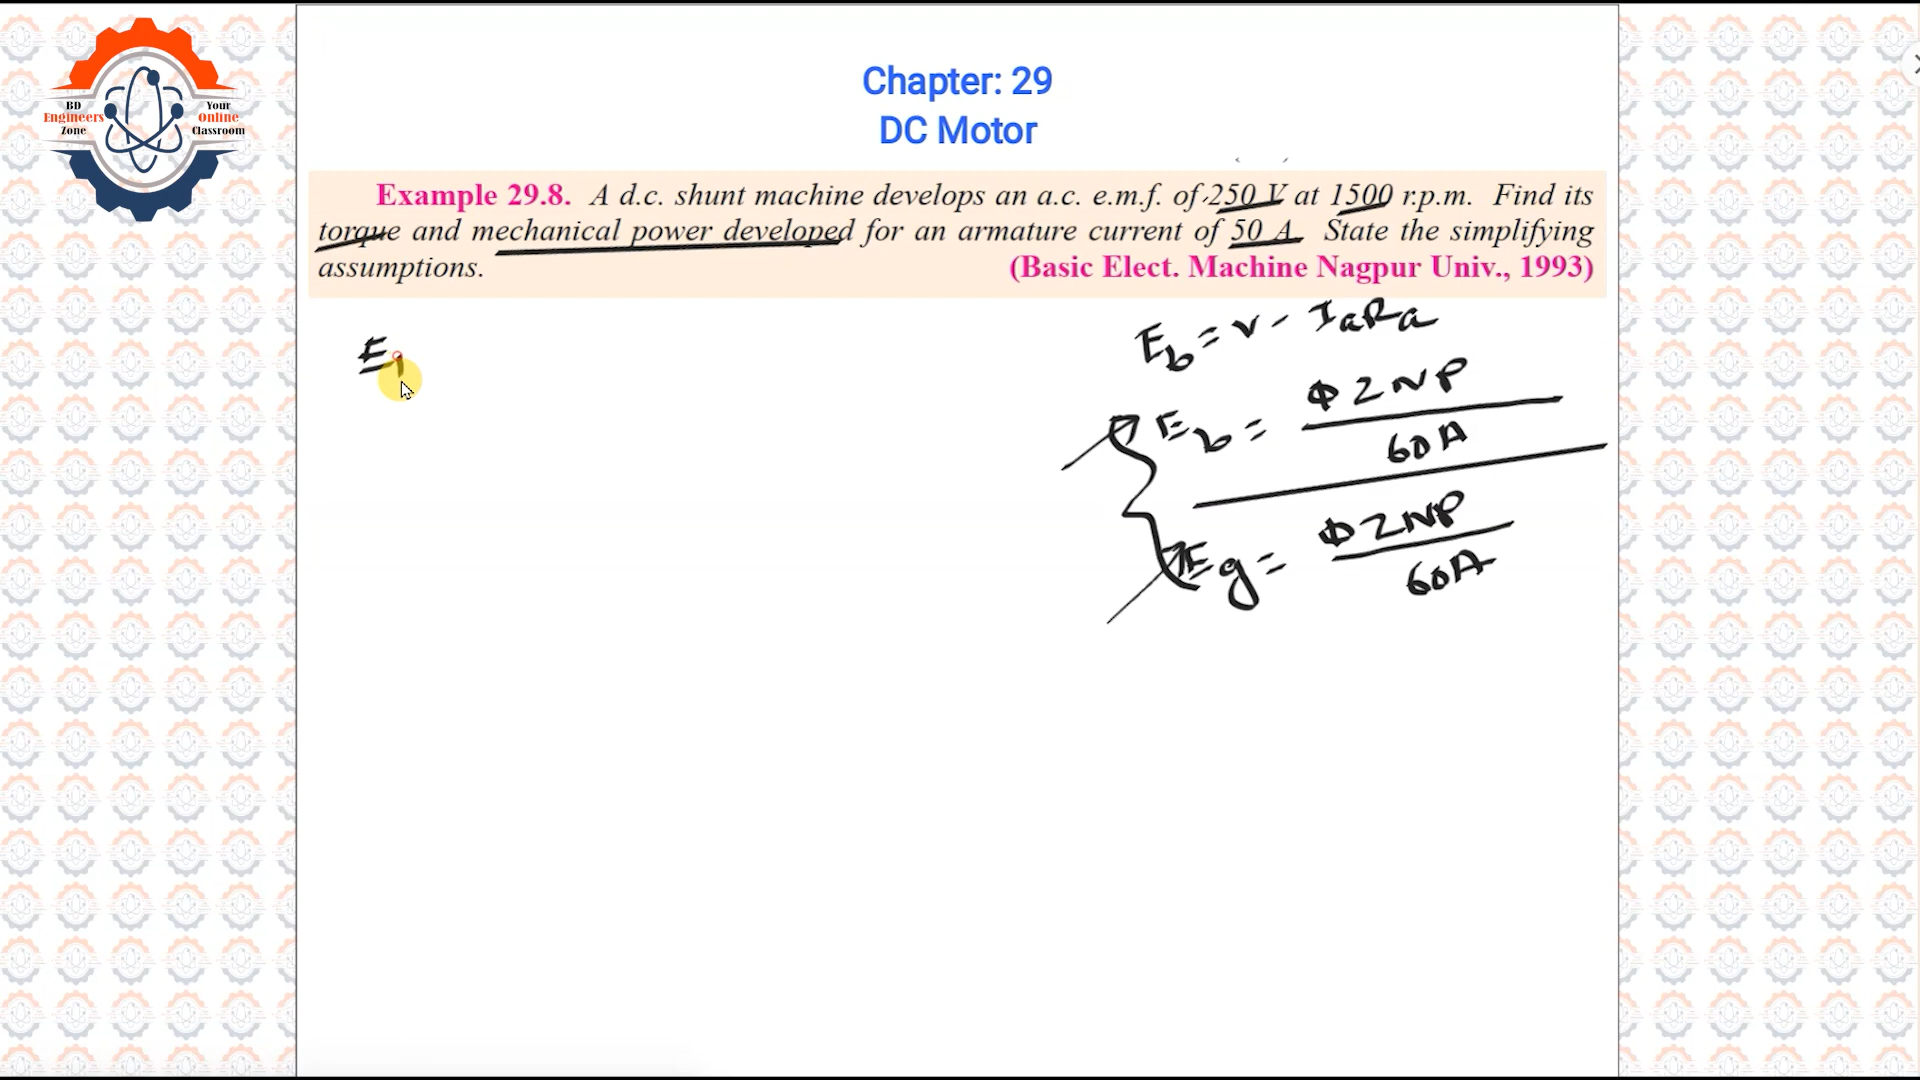 BD
Engineers
Zone
Your
Online
Classroom
Chapter: 29
DC Motor
Example 29.8. A d.c. shunt machine develops an a.c. e.m.f. of 250 V at 1500 r.p.m. Find its
torque and mechanical power developed for an armature current of 50 A. State the simplifying
assumptions. (Basic Elect. Machine Nagpur Univ., 1993)
Eb = V - IaRa
Eb = ΦZNP
60A
Eg = ΦZNP
60A